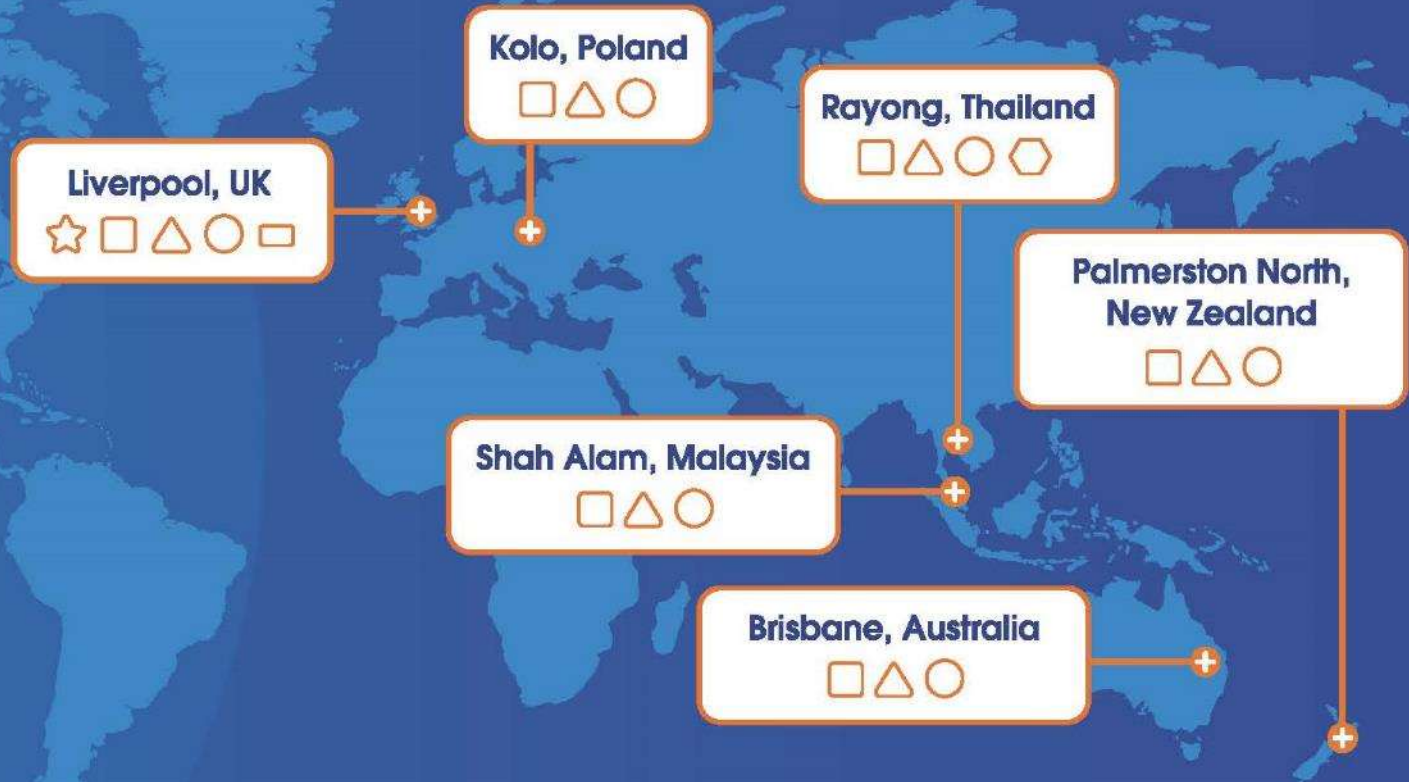 Kolo, Poland
Rayong, Thailand
Liverpool, UK
Palmerston North,
New Zealand
Shah Alam, Malaysia
Brisbane, Australia